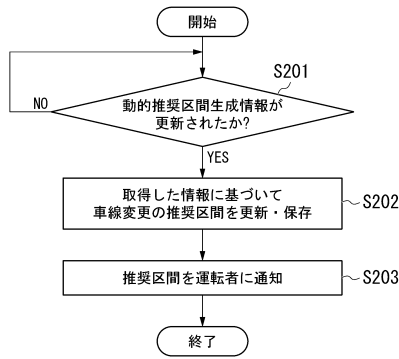 開始
S201
動的推奨区間生成情報が
更新されたか?
NO
YES
取得した情報に基づいて
車線変更の推奨区間を更新・保存
S202
推奨区間を運転者に通知
S203
終了